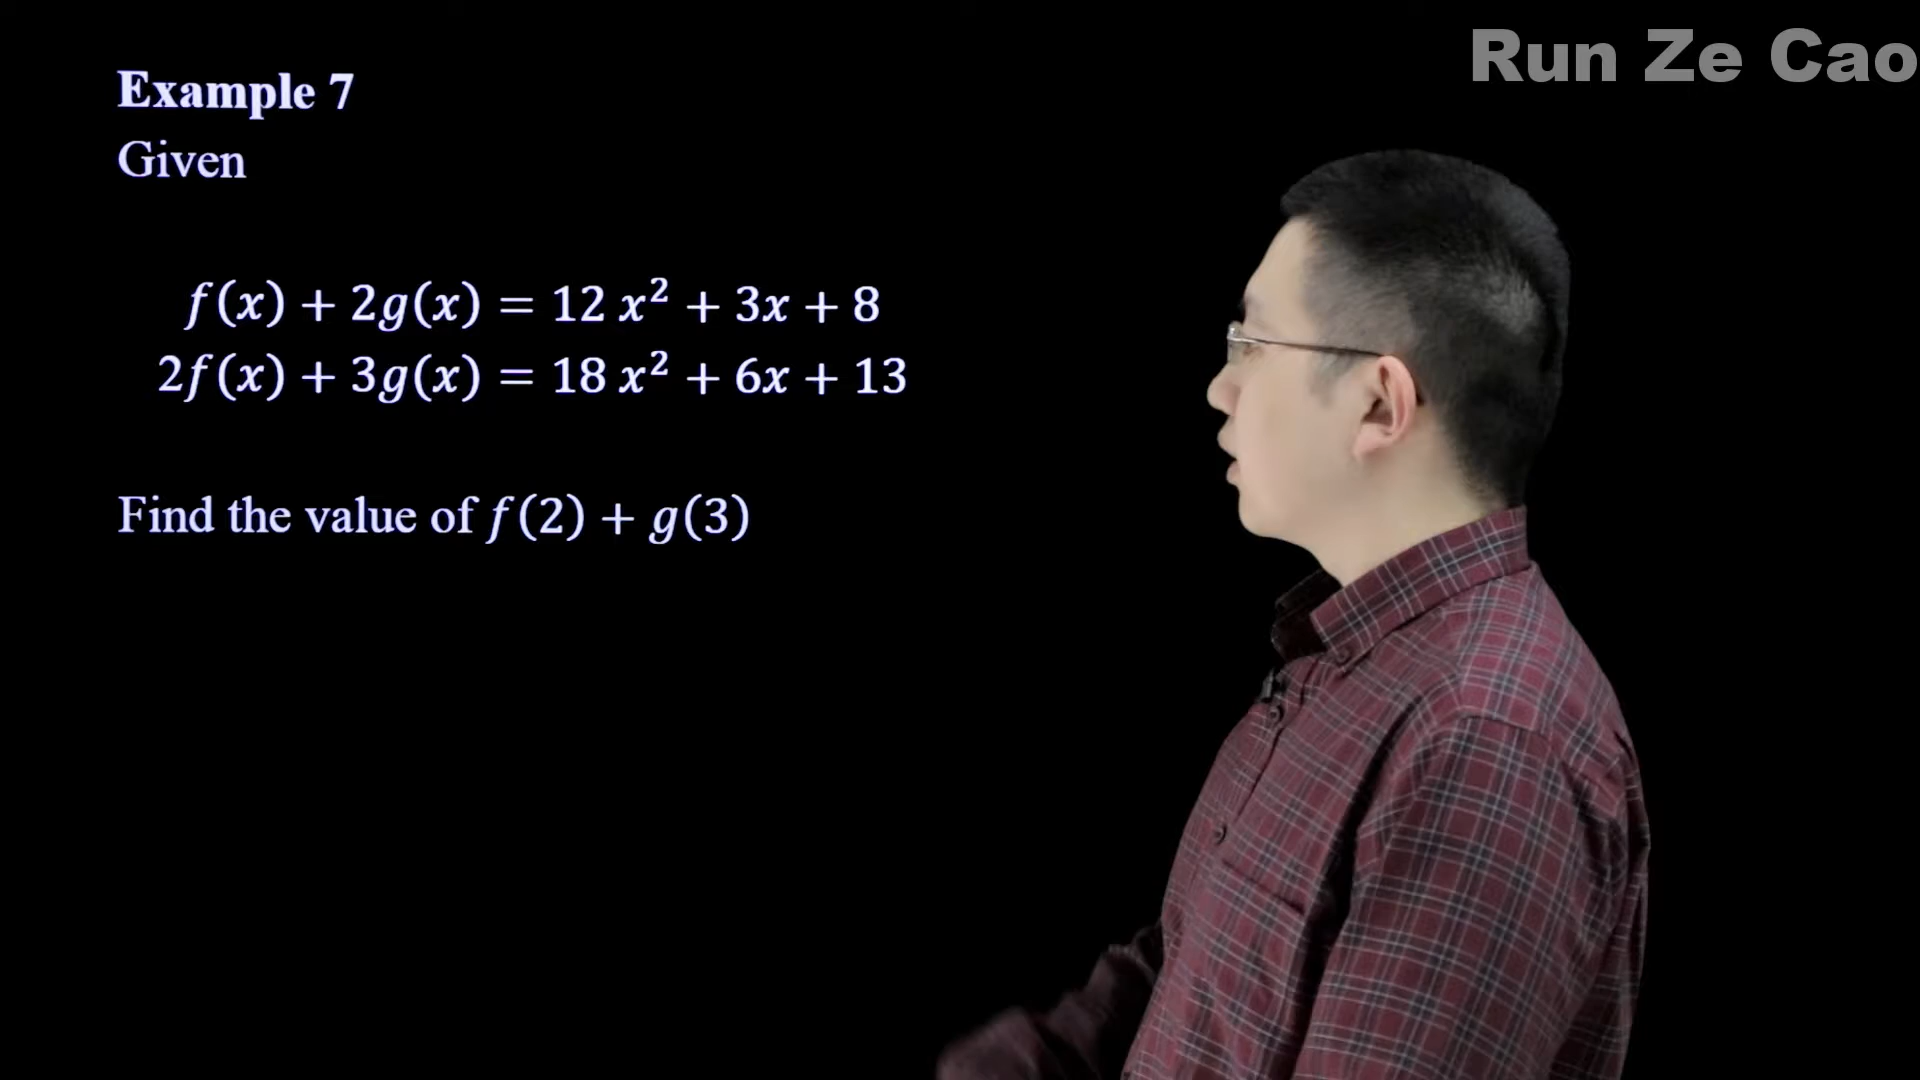 Run Ze Cao
Example 7
Given
f(x) + 2g(x) = 12 x² + 3x + 8
2f(x) + 3g(x) = 18 x² + 6x + 13
Find the value of f(2) + g(3)